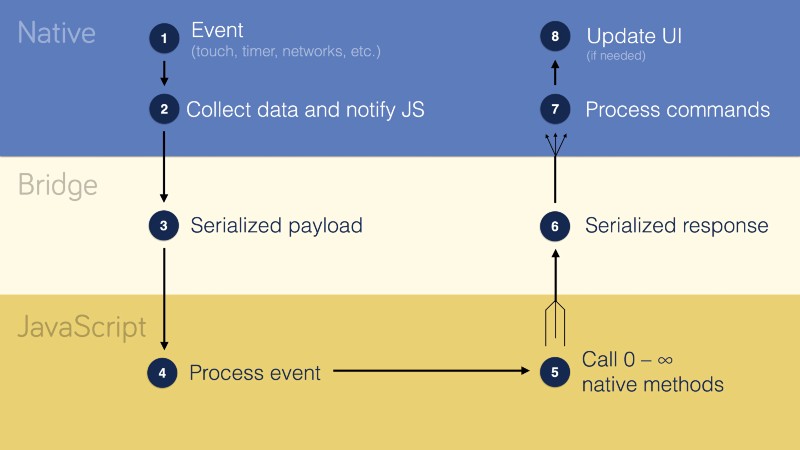 Native
1 Event
(touch, timer, networks, etc.)
2 Collect data and notify JS
8 Update UI
(if needed)
7 Process commands
Bridge
3 Serialized payload
6 Serialized response
JavaScript
4 Process event
5 Call 0 – ∞
native methods